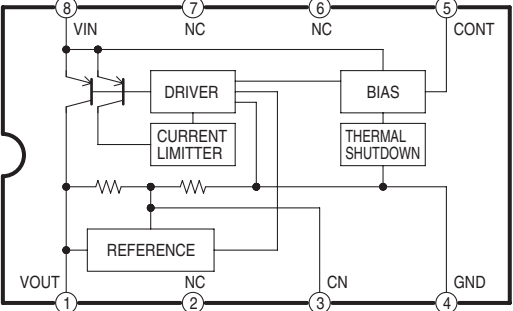 8 7 6 5
VIN NC NC CONT
DRIVER BIAS
CURRENT
LIMITTER
THERMAL
SHUTDOWN
REFERENCE
VOUT NC CN GND
1 2 3 4